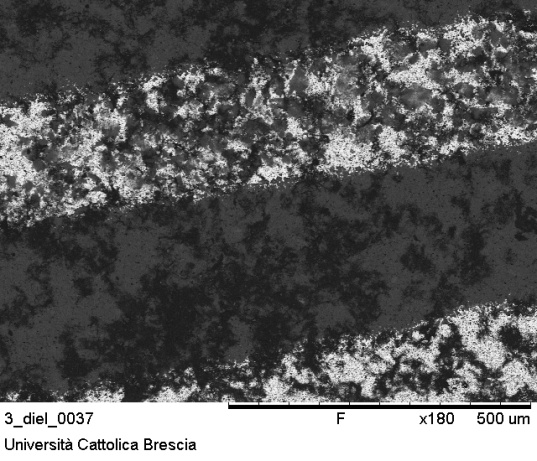 3_diel_0037 F x180 500 um
Università Cattolica Brescia